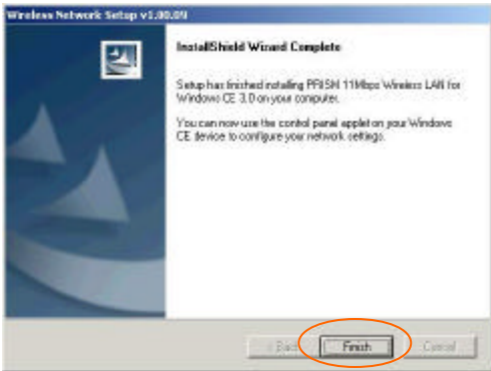 Wireless Network Setup v1.00.09
InstallShield Wizard Complete
Setup has finished installing PRISM 11Mbps Wireless LAN for
Windows CE 3.0 on your computer.
You can now use the control panel applet on your Windows
CE device to configure your network settings.
< Back
Finish
Cancel